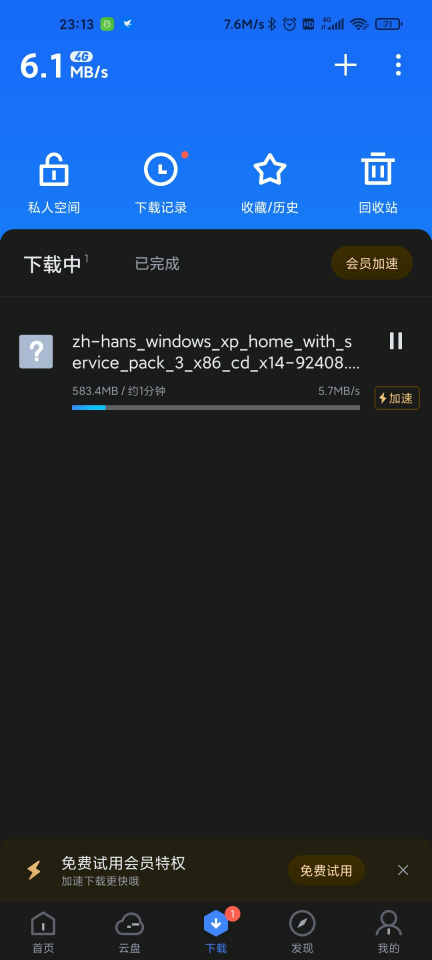 23:13
7.6M/s
HD
4G
71
6.1
4G
MB/s
私人空间
下载记录
收藏/历史
回收站
下载中 1
已完成
会员加速
zh-hans_windows_xp_home_with_s
ervice_pack_3_x86_cd_x14-92408....
583.4MB / 约1分钟
5.7MB/s
加速
免费试用会员特权
加速下载更快哦
免费试用
首页
云盘
下载
1
发现
我的